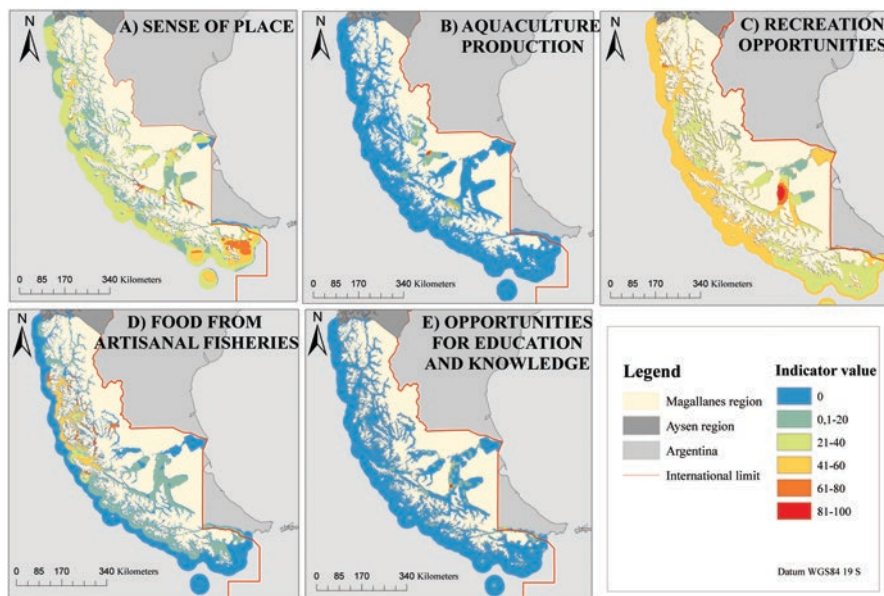 N
A) SENSE OF PLACE
0 85 170 340 Kilometers
N
B) AQUACULTURE
PRODUCTION
0 85 170 340 Kilometers
N
C) RECREATION
OPPORTUNITIES
0 85 170 340 Kilometers
N
D) FOOD FROM
ARTISANAL FISHERIES
0 85 170 340 Kilometers
N
E) OPPORTUNITIES
FOR EDUCATION
AND KNOWLEDGE
0 85 170 340 Kilometers
Legend
Magallanes region
Aysen region
Argentina
International limit
Indicator value
0
0,1-20
21-40
41-60
61-80
81-100
Datum WGS84 19 S